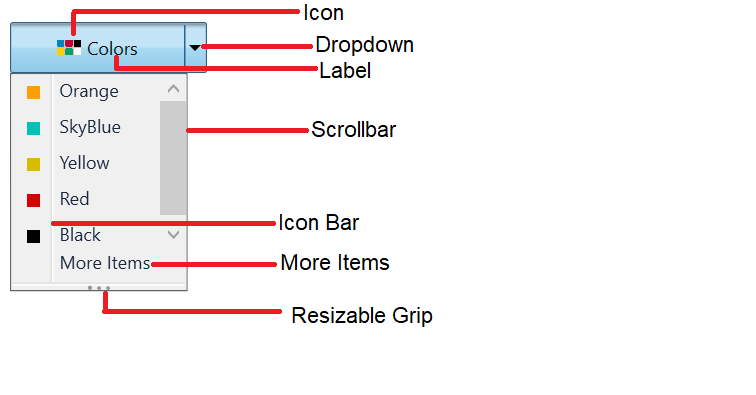 Icon
Colors
Dropdown
Label
Orange
SkyBlue
Scrollbar
Yellow
Red
Icon Bar
Black
More Items
More Items
Resizable Grip